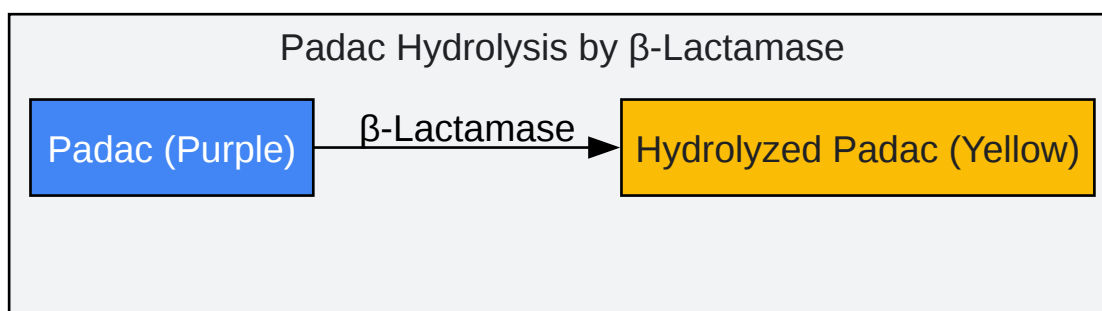 Padac Hydrolysis by β-Lactamase
Padac (Purple)
β-Lactamase
Hydrolyzed Padac (Yellow)